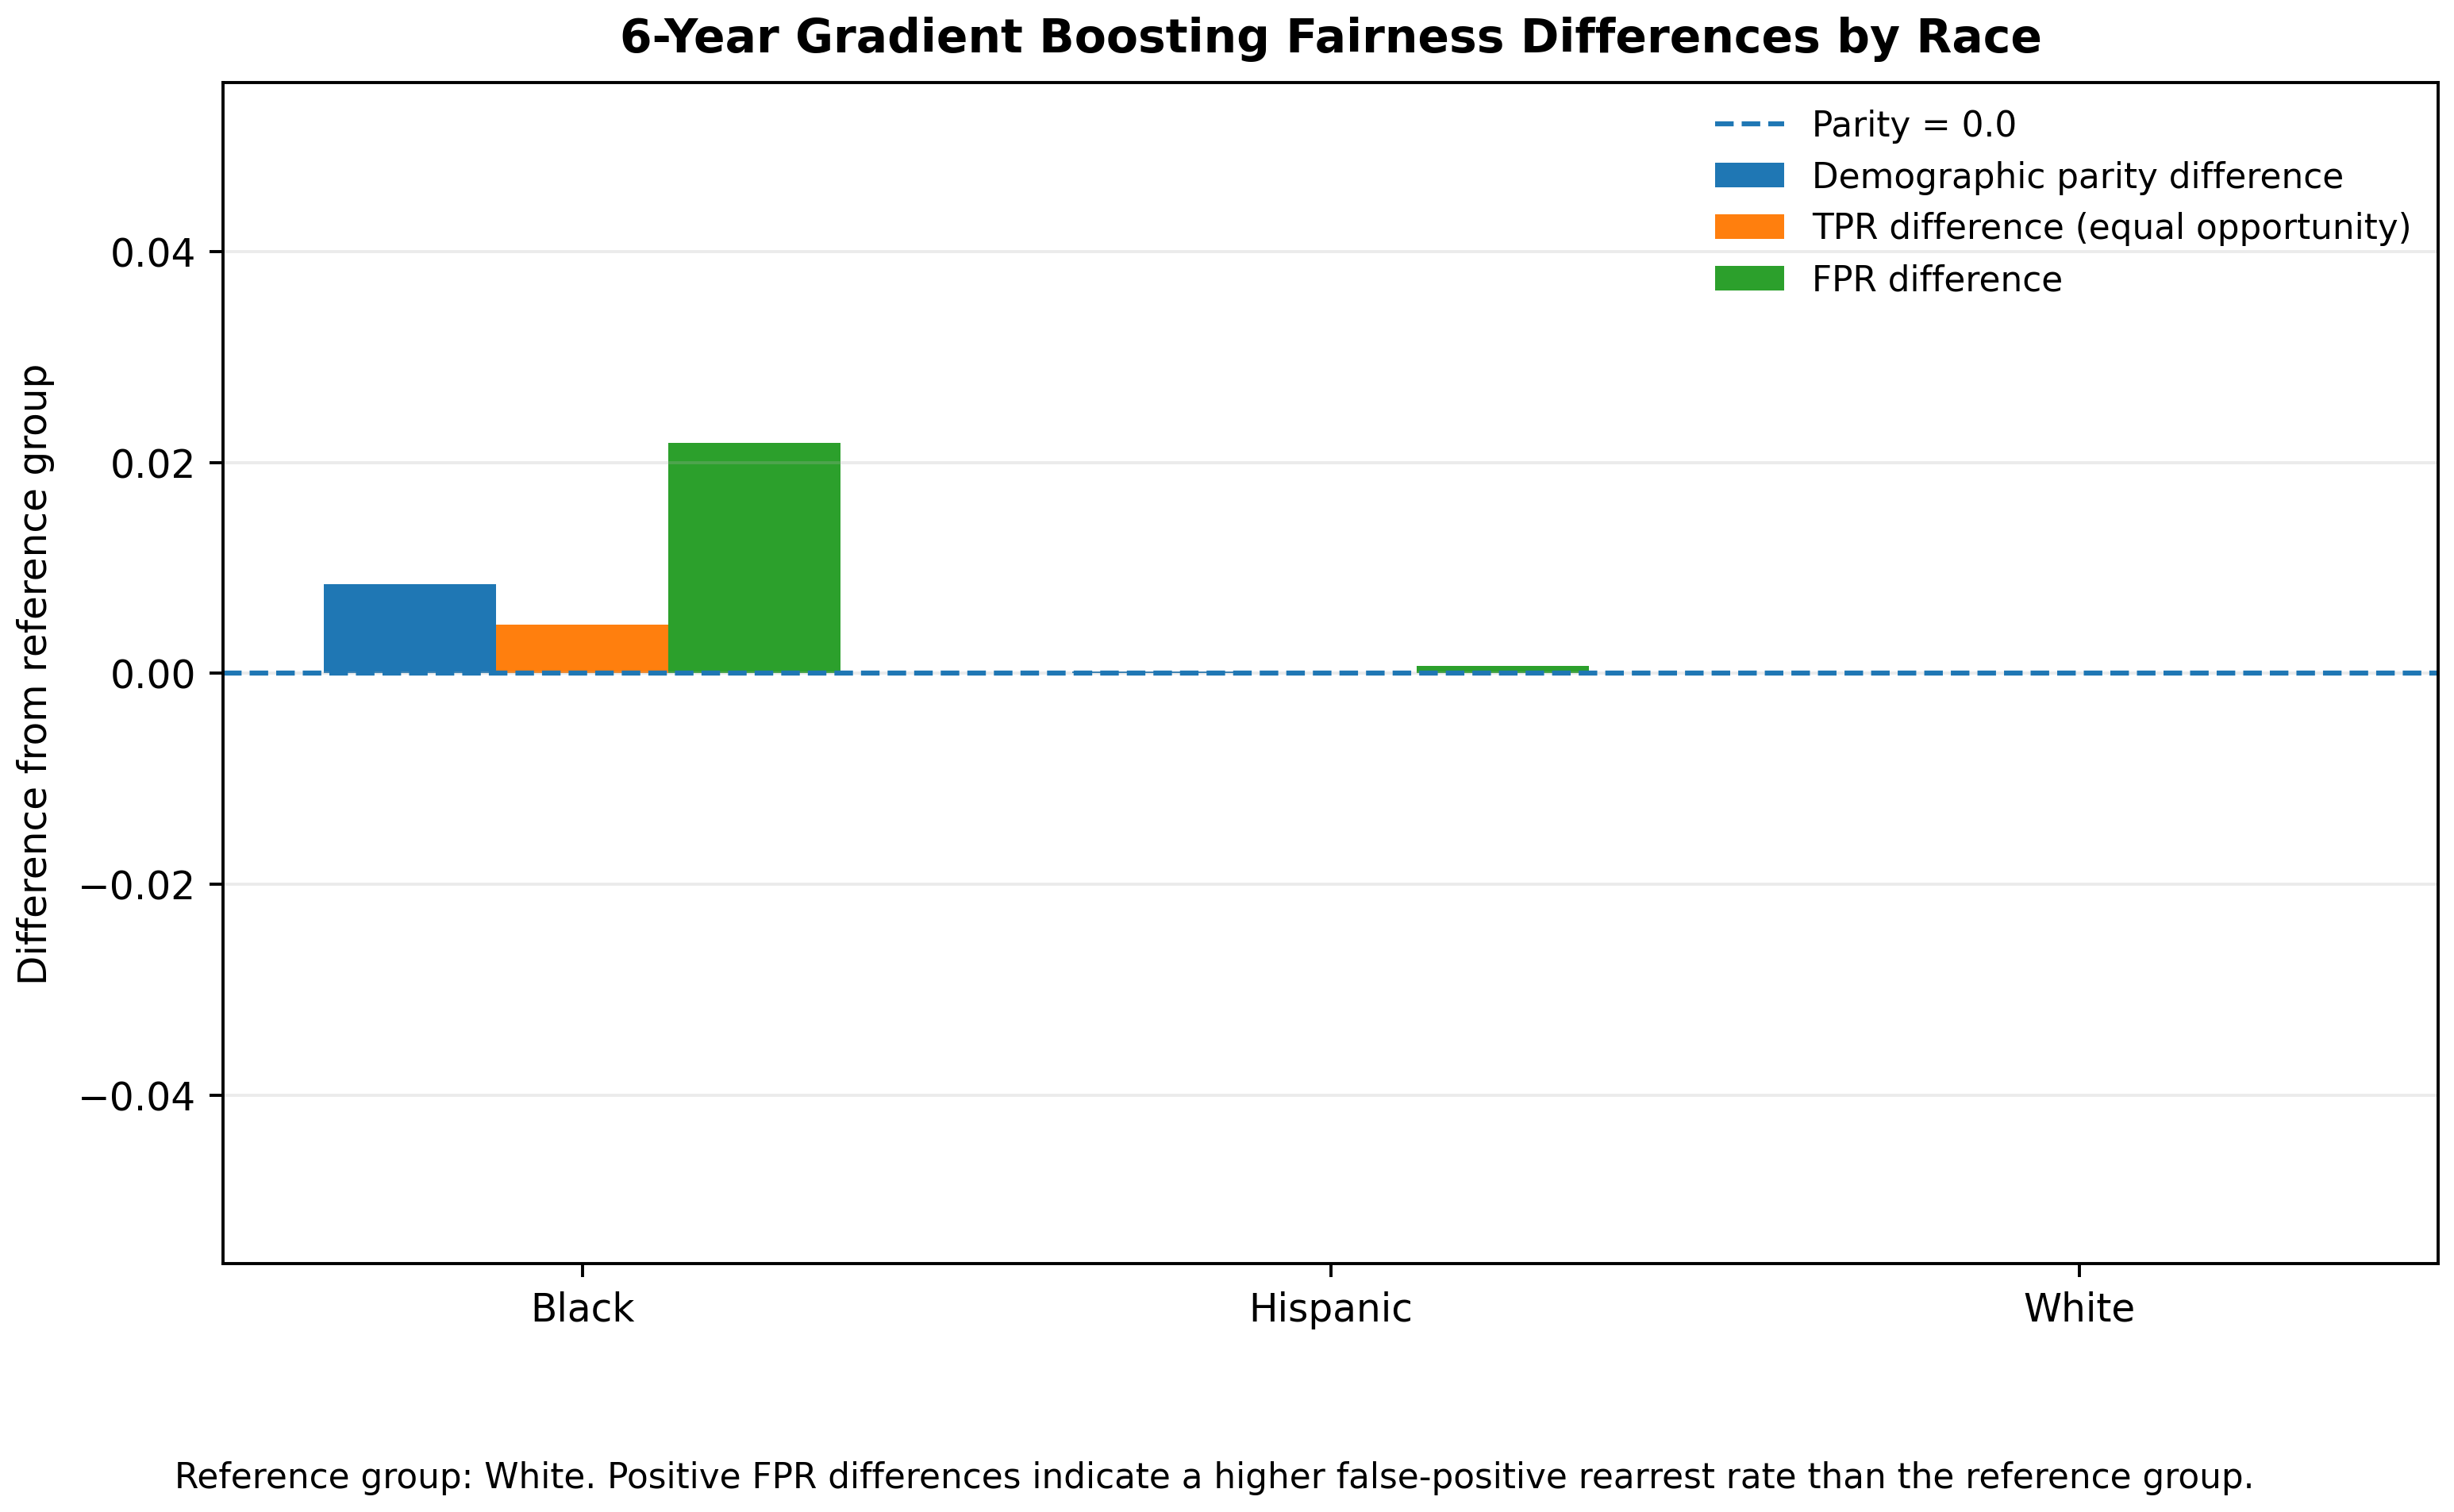 6-Year Gradient Boosting Fairness Differences by Race
Parity = 0.0
Demographic parity difference
TPR difference (equal opportunity)
FPR difference
Difference from reference group
0.04
0.02
0.00
−0.02
−0.04
Black
Hispanic
White
Reference group: White. Positive FPR differences indicate a higher false-positive rearrest rate than the reference group.